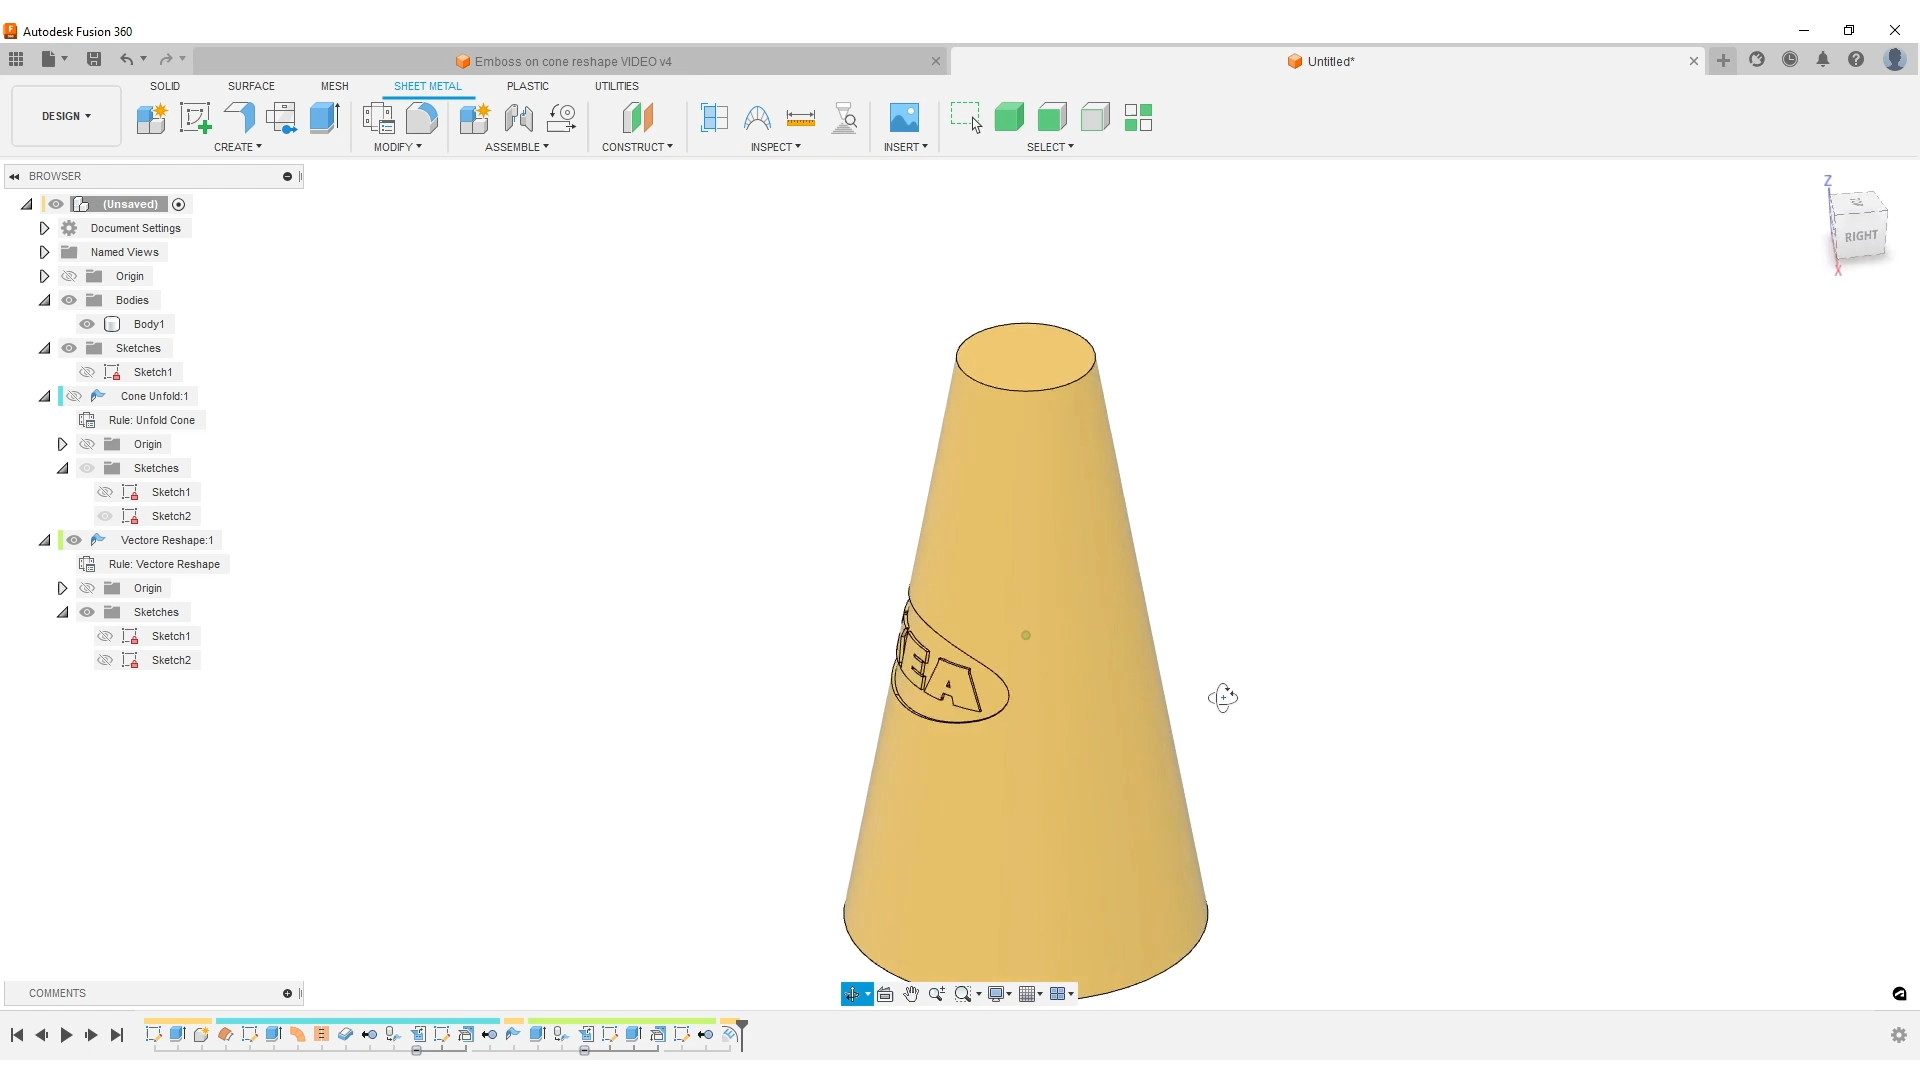 Autodesk Fusion 360
Emboss on cone reshape VIDEO v4
Untitled*
DESIGN
SOLID SURFACE MESH SHEET METAL PLASTIC UTILITIES
CREATE MODIFY ASSEMBLE CONSTRUCT INSPECT INSERT SELECT
BROWSER
(Unsaved)
Document Settings
Named Views
Origin
Bodies
Body1
Sketches
Sketch1
Cone Unfold:1
Rule: Unfold Cone
Origin
Sketches
Sketch1
Sketch2
Vectore Reshape:1
Rule: Vectore Reshape
Origin
Sketches
Sketch1
Sketch2
Z
RIGHT
X
EA
COMMENTS